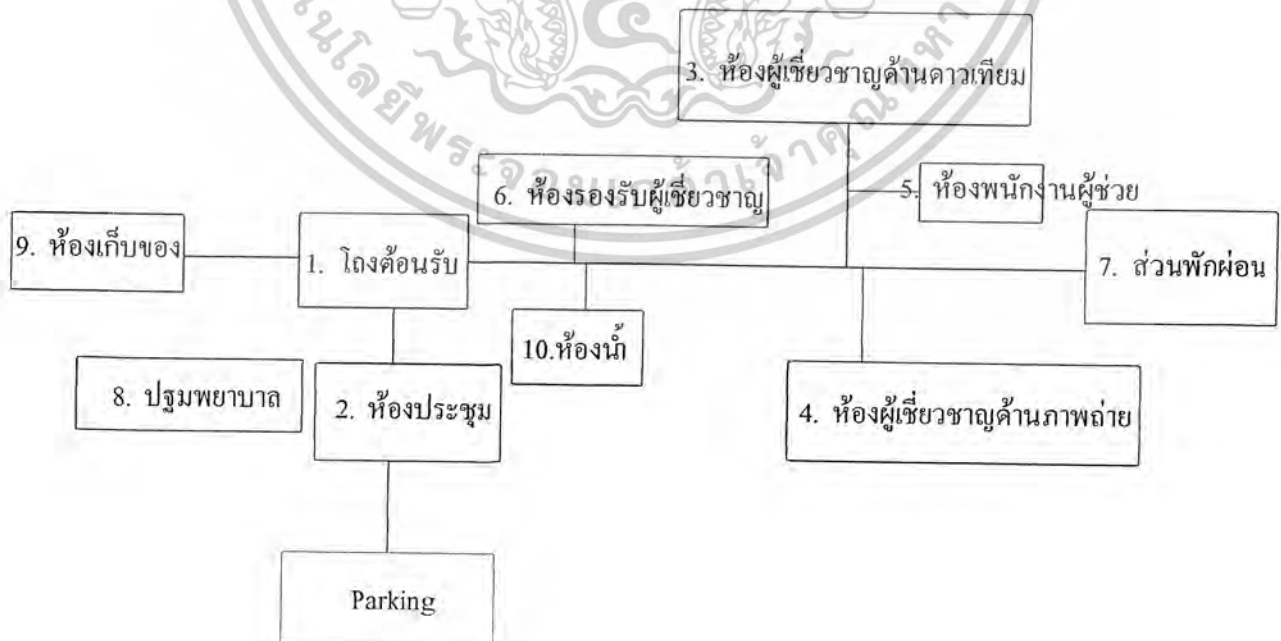 3. ห้องผู้เชี่ยวชาญด้านดาวเทียม
6. ห้องรองรับผู้เชี่ยวชาญ
5. ห้องพนักงานผู้ช่วย
9. ห้องเก็บของ
1. โถงต้อนรับ
7. ส่วนพักผ่อน
10.ห้องน้ำ
8. ปฐมพยาบาล
2. ห้องประชุม
4. ห้องผู้เชี่ยวชาญด้านภาพถ่าย
Parking